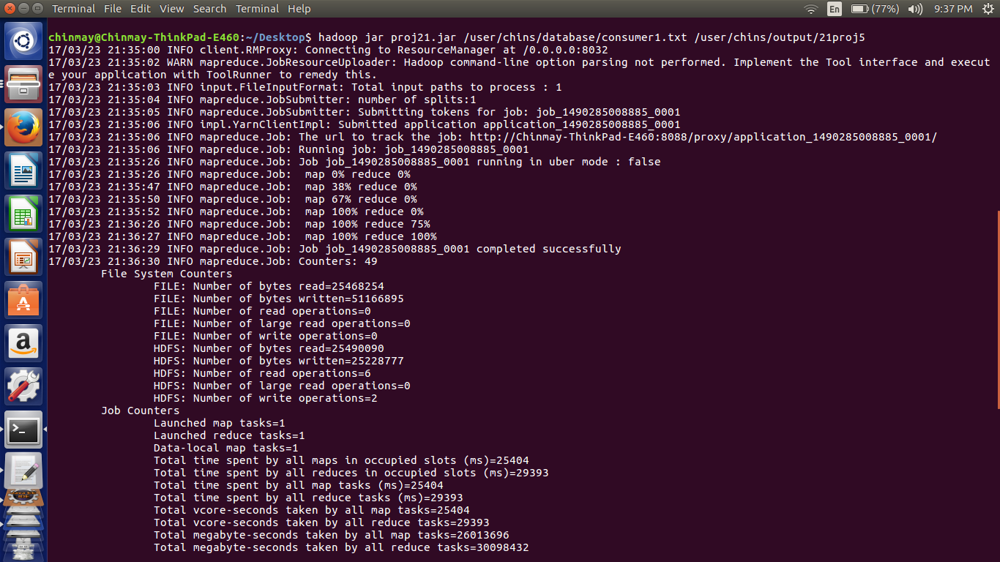 Terminal File Edit View Search Terminal Help En (77%) 9:37 PM
chinmay@Chinmay-ThinkPad-E460:~/Desktop$ hadoop jar proj21.jar /user/chins/database/consumer1.txt /user/chins/output/21proj5
17/03/23 21:35:00 INFO client.RMProxy: Connecting to ResourceManager at /0.0.0.0:8032
17/03/23 21:35:02 WARN mapreduce.JobResourceUploader: Hadoop command-line option parsing not performed. Implement the Tool interface and execut
e your application with ToolRunner to remedy this.
17/03/23 21:35:03 INFO input.FileInputFormat: Total input paths to process : 1
17/03/23 21:35:04 INFO mapreduce.JobSubmitter: number of splits:1
17/03/23 21:35:05 INFO mapreduce.JobSubmitter: Submitting tokens for job: job_1490285008885_0001
17/03/23 21:35:06 INFO impl.YarnClientImpl: Submitted application application_1490285008885_0001
17/03/23 21:35:06 INFO mapreduce.Job: The url to track the job: http://Chinmay-ThinkPad-E460:8088/proxy/application_1490285008885_0001/
17/03/23 21:35:06 INFO mapreduce.Job: Running job: job_1490285008885_0001
17/03/23 21:35:26 INFO mapreduce.Job: Job job_1490285008885_0001 running in uber mode : false
17/03/23 21:35:26 INFO mapreduce.Job:  map 0% reduce 0%
17/03/23 21:35:47 INFO mapreduce.Job:  map 38% reduce 0%
17/03/23 21:35:50 INFO mapreduce.Job:  map 67% reduce 0%
17/03/23 21:35:52 INFO mapreduce.Job:  map 100% reduce 0%
17/03/23 21:36:26 INFO mapreduce.Job:  map 100% reduce 75%
17/03/23 21:36:27 INFO mapreduce.Job:  map 100% reduce 100%
17/03/23 21:36:29 INFO mapreduce.Job: Job job_1490285008885_0001 completed successfully
17/03/23 21:36:30 INFO mapreduce.Job: Counters: 49
File System Counters
FILE: Number of bytes read=25468254
FILE: Number of bytes written=51166895
FILE: Number of read operations=0
FILE: Number of large read operations=0
FILE: Number of write operations=0
HDFS: Number of bytes read=25490090
HDFS: Number of bytes written=25228777
HDFS: Number of read operations=6
HDFS: Number of large read operations=0
HDFS: Number of write operations=2
Job Counters
Launched map tasks=1
Launched reduce tasks=1
Data-local map tasks=1
Total time spent by all maps in occupied slots (ms)=25404
Total time spent by all reduces in occupied slots (ms)=29393
Total time spent by all map tasks (ms)=25404
Total time spent by all reduce tasks (ms)=29393
Total vcore-seconds taken by all map tasks=25404
Total vcore-seconds taken by all reduce tasks=29393
Total megabyte-seconds taken by all map tasks=26013696
Total megabyte-seconds taken by all reduce tasks=30098432